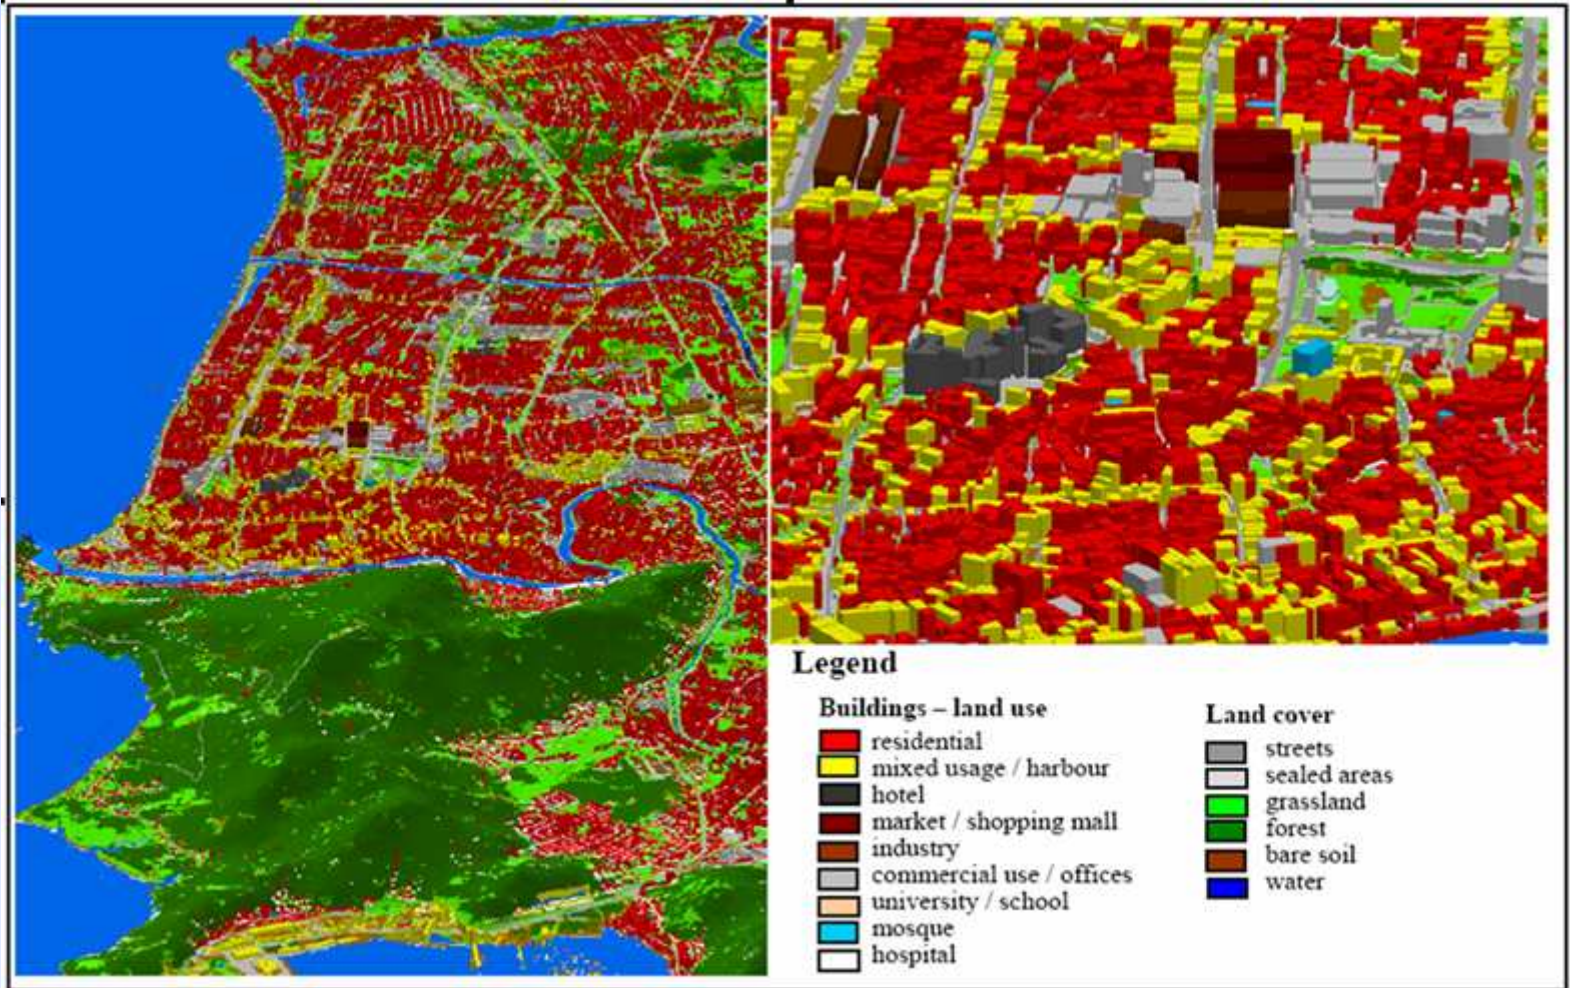 Legend
Buildings – land use
residential
mixed usage / harbour
hotel
market / shopping mall
industry
commercial use / offices
university / school
mosque
hospital
Land cover
streets
sealed areas
grassland
forest
bare soil
water